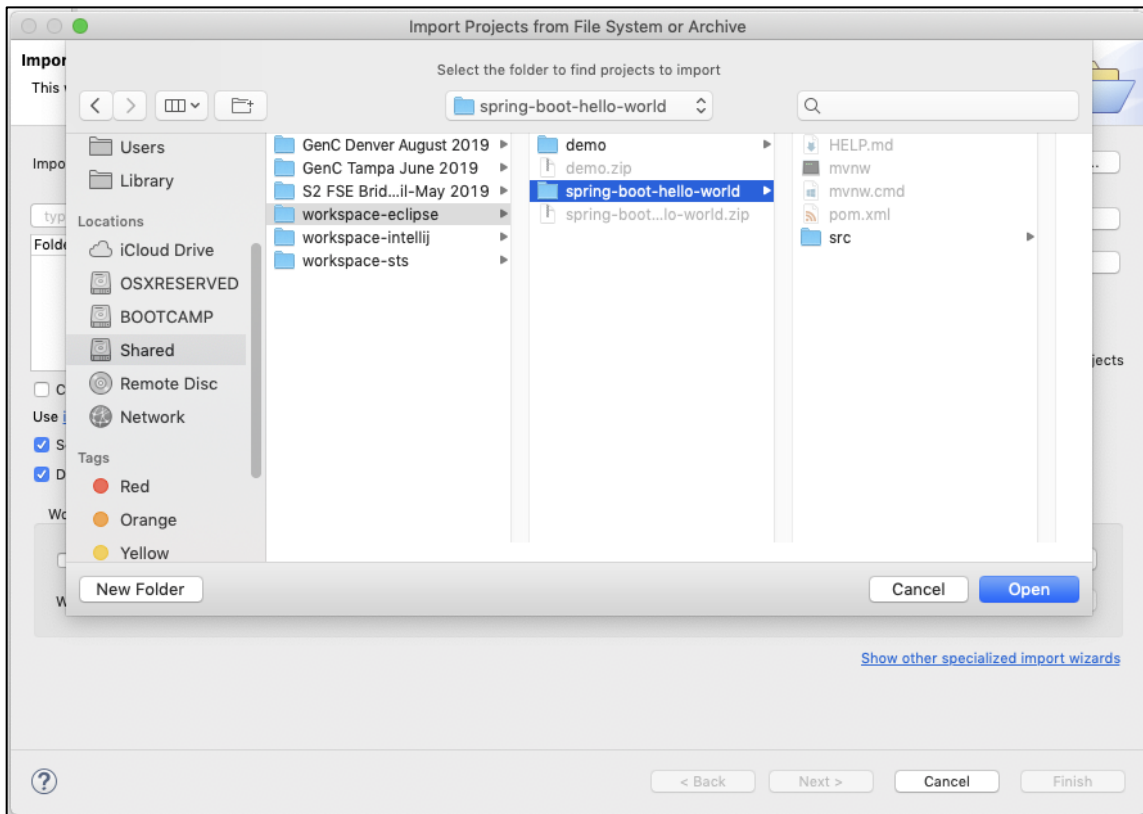 Import Projects from File System or Archive
Impor
This
Select the folder to find projects to import
spring-boot-hello-world
Impo
typ
Folde
C
Use i
S
D
Wo
W
Users
Library
Locations
iCloud Drive
OSXRESERVED
BOOTCAMP
Shared
Remote Disc
Network
Tags
Red
Orange
Yellow
GenC Denver August 2019
GenC Tampa June 2019
S2 FSE Brid...il-May 2019
workspace-eclipse
workspace-intellij
workspace-sts
demo
demo.zip
spring-boot-hello-world
spring-boot...lo-world.zip
HELP.md
mvnw
mvnw.cmd
pom.xml
src
..
jects
New Folder
Cancel
Open
Show other specialized import wizards
?
< Back
Next >
Cancel
Finish